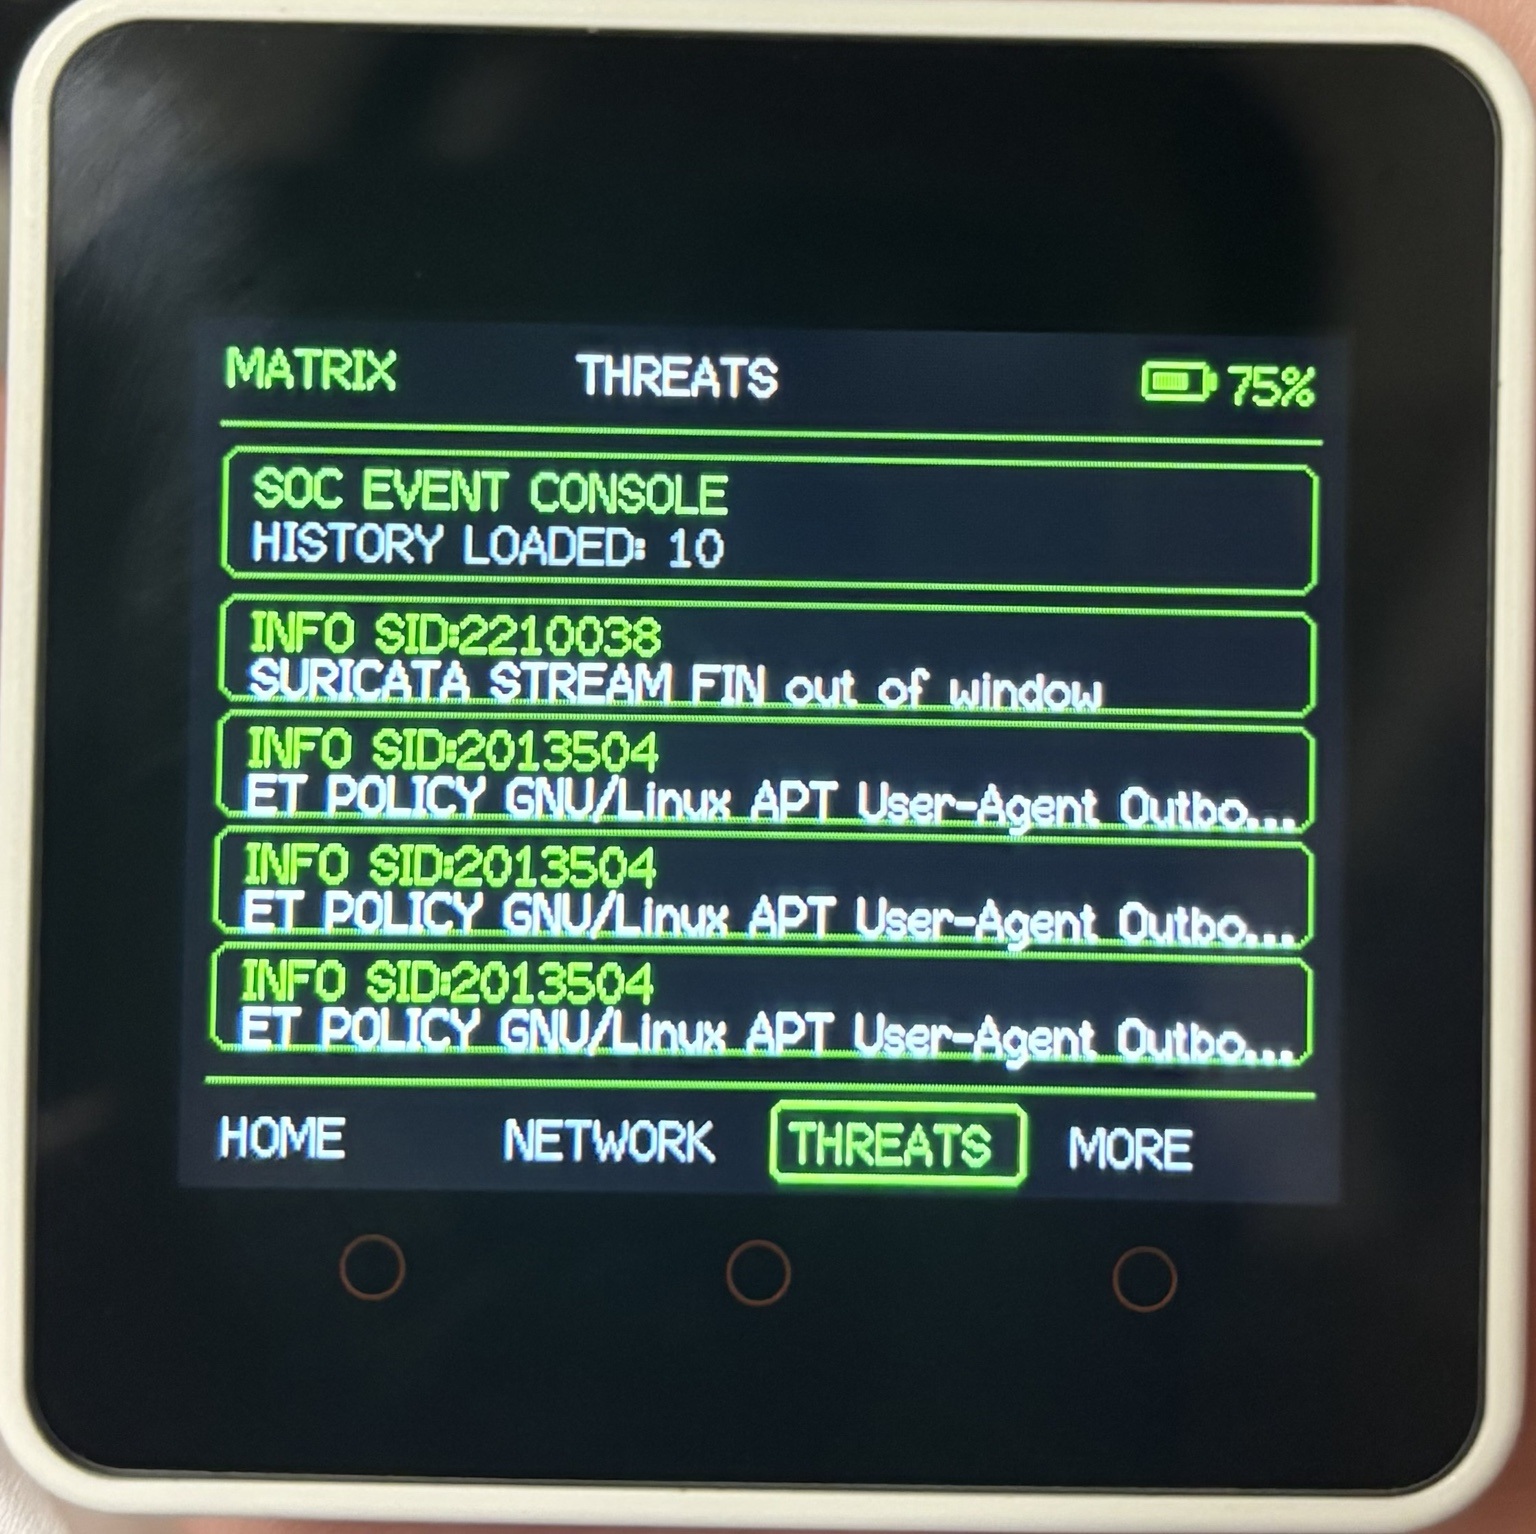 MATRIX THREATS 75%
SOC EVENT CONSOLE
HISTORY LOADED: 10
INFO SID:2210038
SURICATA STREAM FIN out of window
INFO SID:2013504
ET POLICY GNU/Linux APT User-Agent Outbo...
INFO SID:2013504
ET POLICY GNU/Linux APT User-Agent Outbo...
INFO SID:2013504
ET POLICY GNU/Linux APT User-Agent Outbo...
HOME NETWORK THREATS MORE